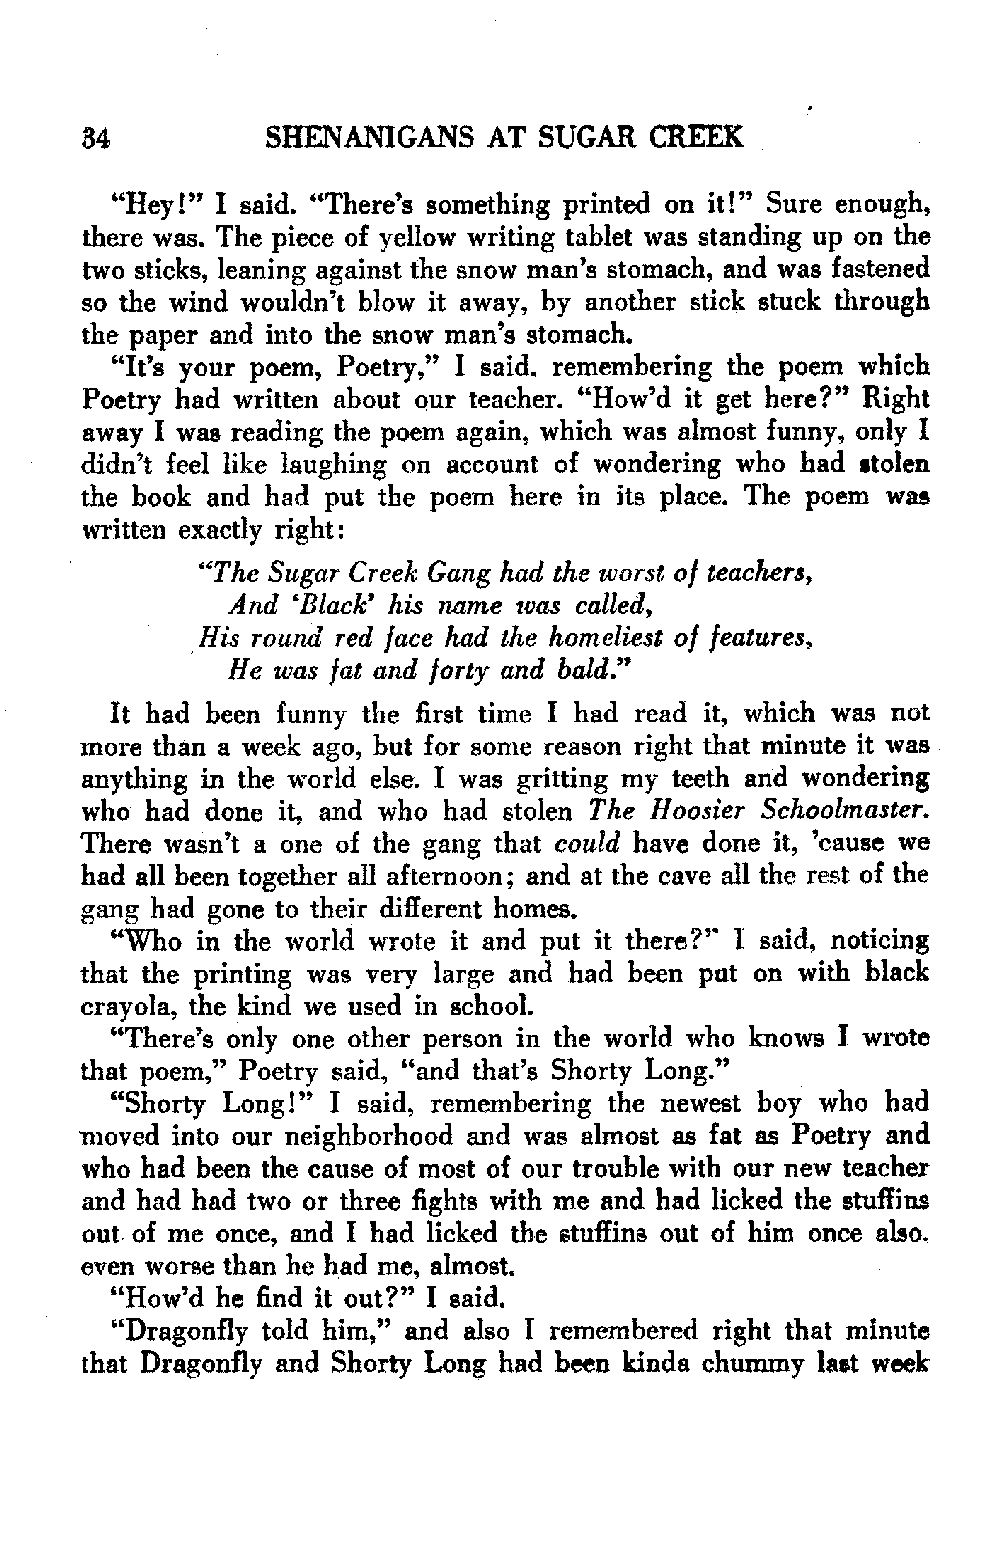 34 SHENANIGANS AT SUGAR CREEK
“Hey!” I said. “There's something printed on it!” Sure enough,
there was. The piece of yellow writing tablet was standing up on the
two sticks, leaning against the snow man's stomach, and was fastened
so the wind wouldn't blow it away, by another stick stuck through
the paper and into the snow man's stomach.
“It's your poem, Poetry,” I said. remembering the poem which
Poetry had written about our teacher. “How'd it get here?” Right
away I was reading the poem again, which was almost funny, only I
didn't feel like laughing on account of wondering who had stolen
the book and had put the poem here in its place. The poem was
written exactly right:
“The Sugar Creek Gang had the worst of teachers,
And ‘Black’ his name was called,
His round red face had the homeliest of features,
He was fat and forty and bald.”
It had been funny the first time I had read it, which was not
more than a week ago, but for some reason right that minute it was
anything in the world else. I was gritting my teeth and wondering
who had done it, and who had stolen The Hoosier Schoolmaster.
There wasn't a one of the gang that could have done it, 'cause we
had all been together all afternoon; and at the cave all the rest of the
gang had gone to their different homes.
“Who in the world wrote it and put it there?” I said, noticing
that the printing was very large and had been put on with black
crayola, the kind we used in school.
“There's only one other person in the world who knows I wrote
that poem,” Poetry said, “and that's Shorty Long.”
“Shorty Long!” I said, remembering the newest boy who had
moved into our neighborhood and was almost as fat as Poetry and
who had been the cause of most of our trouble with our new teacher
and had had two or three fights with me and had licked the stuffins
out of me once, and I had licked the stuffins out of him once also.
even worse than he had me, almost.
“How'd he find it out?” I said.
“Dragonfly told him,” and also I remembered right that minute
that Dragonfly and Shorty Long had been kinda chummy last week